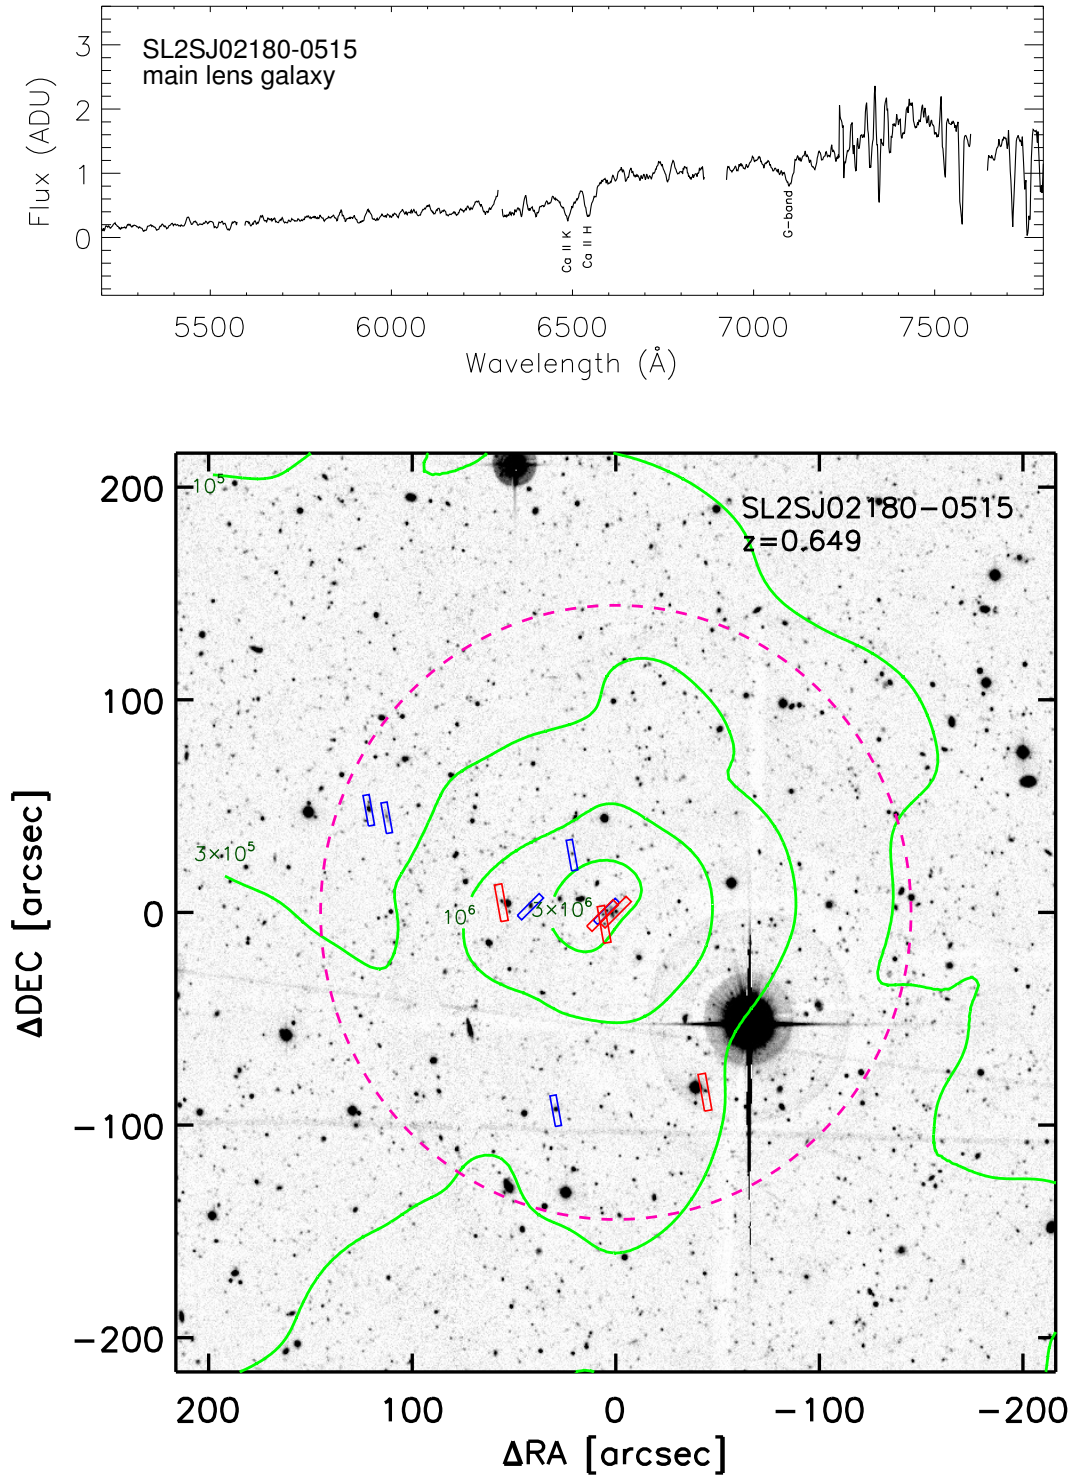 SL2SJ02180-0515
main lens galaxy
3
2
1
0
Flux (ADU)
Ca II K
Ca II H
G-band
5500 6000 6500 7000 7500
Wavelength (Å)
SL2SJ02180-0515
z=0.649
10⁵
3×10⁵
10⁶
3×10⁶
200
100
0
-100
-200
ΔDEC [arcsec]
200 100 0 -100 -200
ΔRA [arcsec]